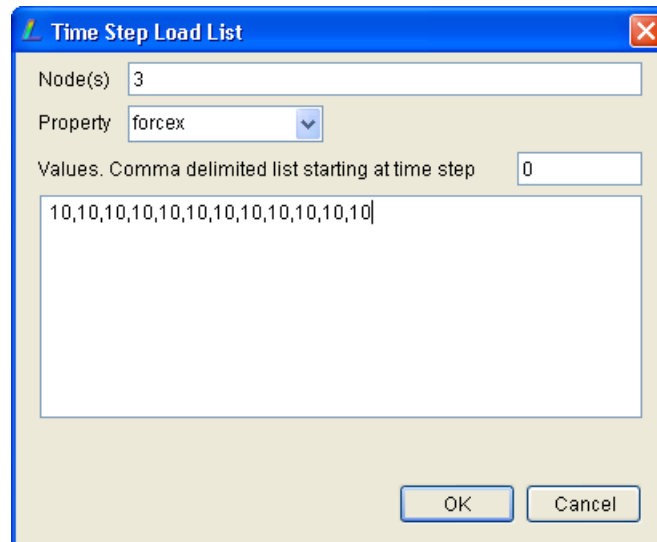 Time Step Load List
Node(s) 3
Property forcex
Values. Comma delimited list starting at time step 0
10,10,10,10,10,10,10,10,10,10,10,10
OK Cancel